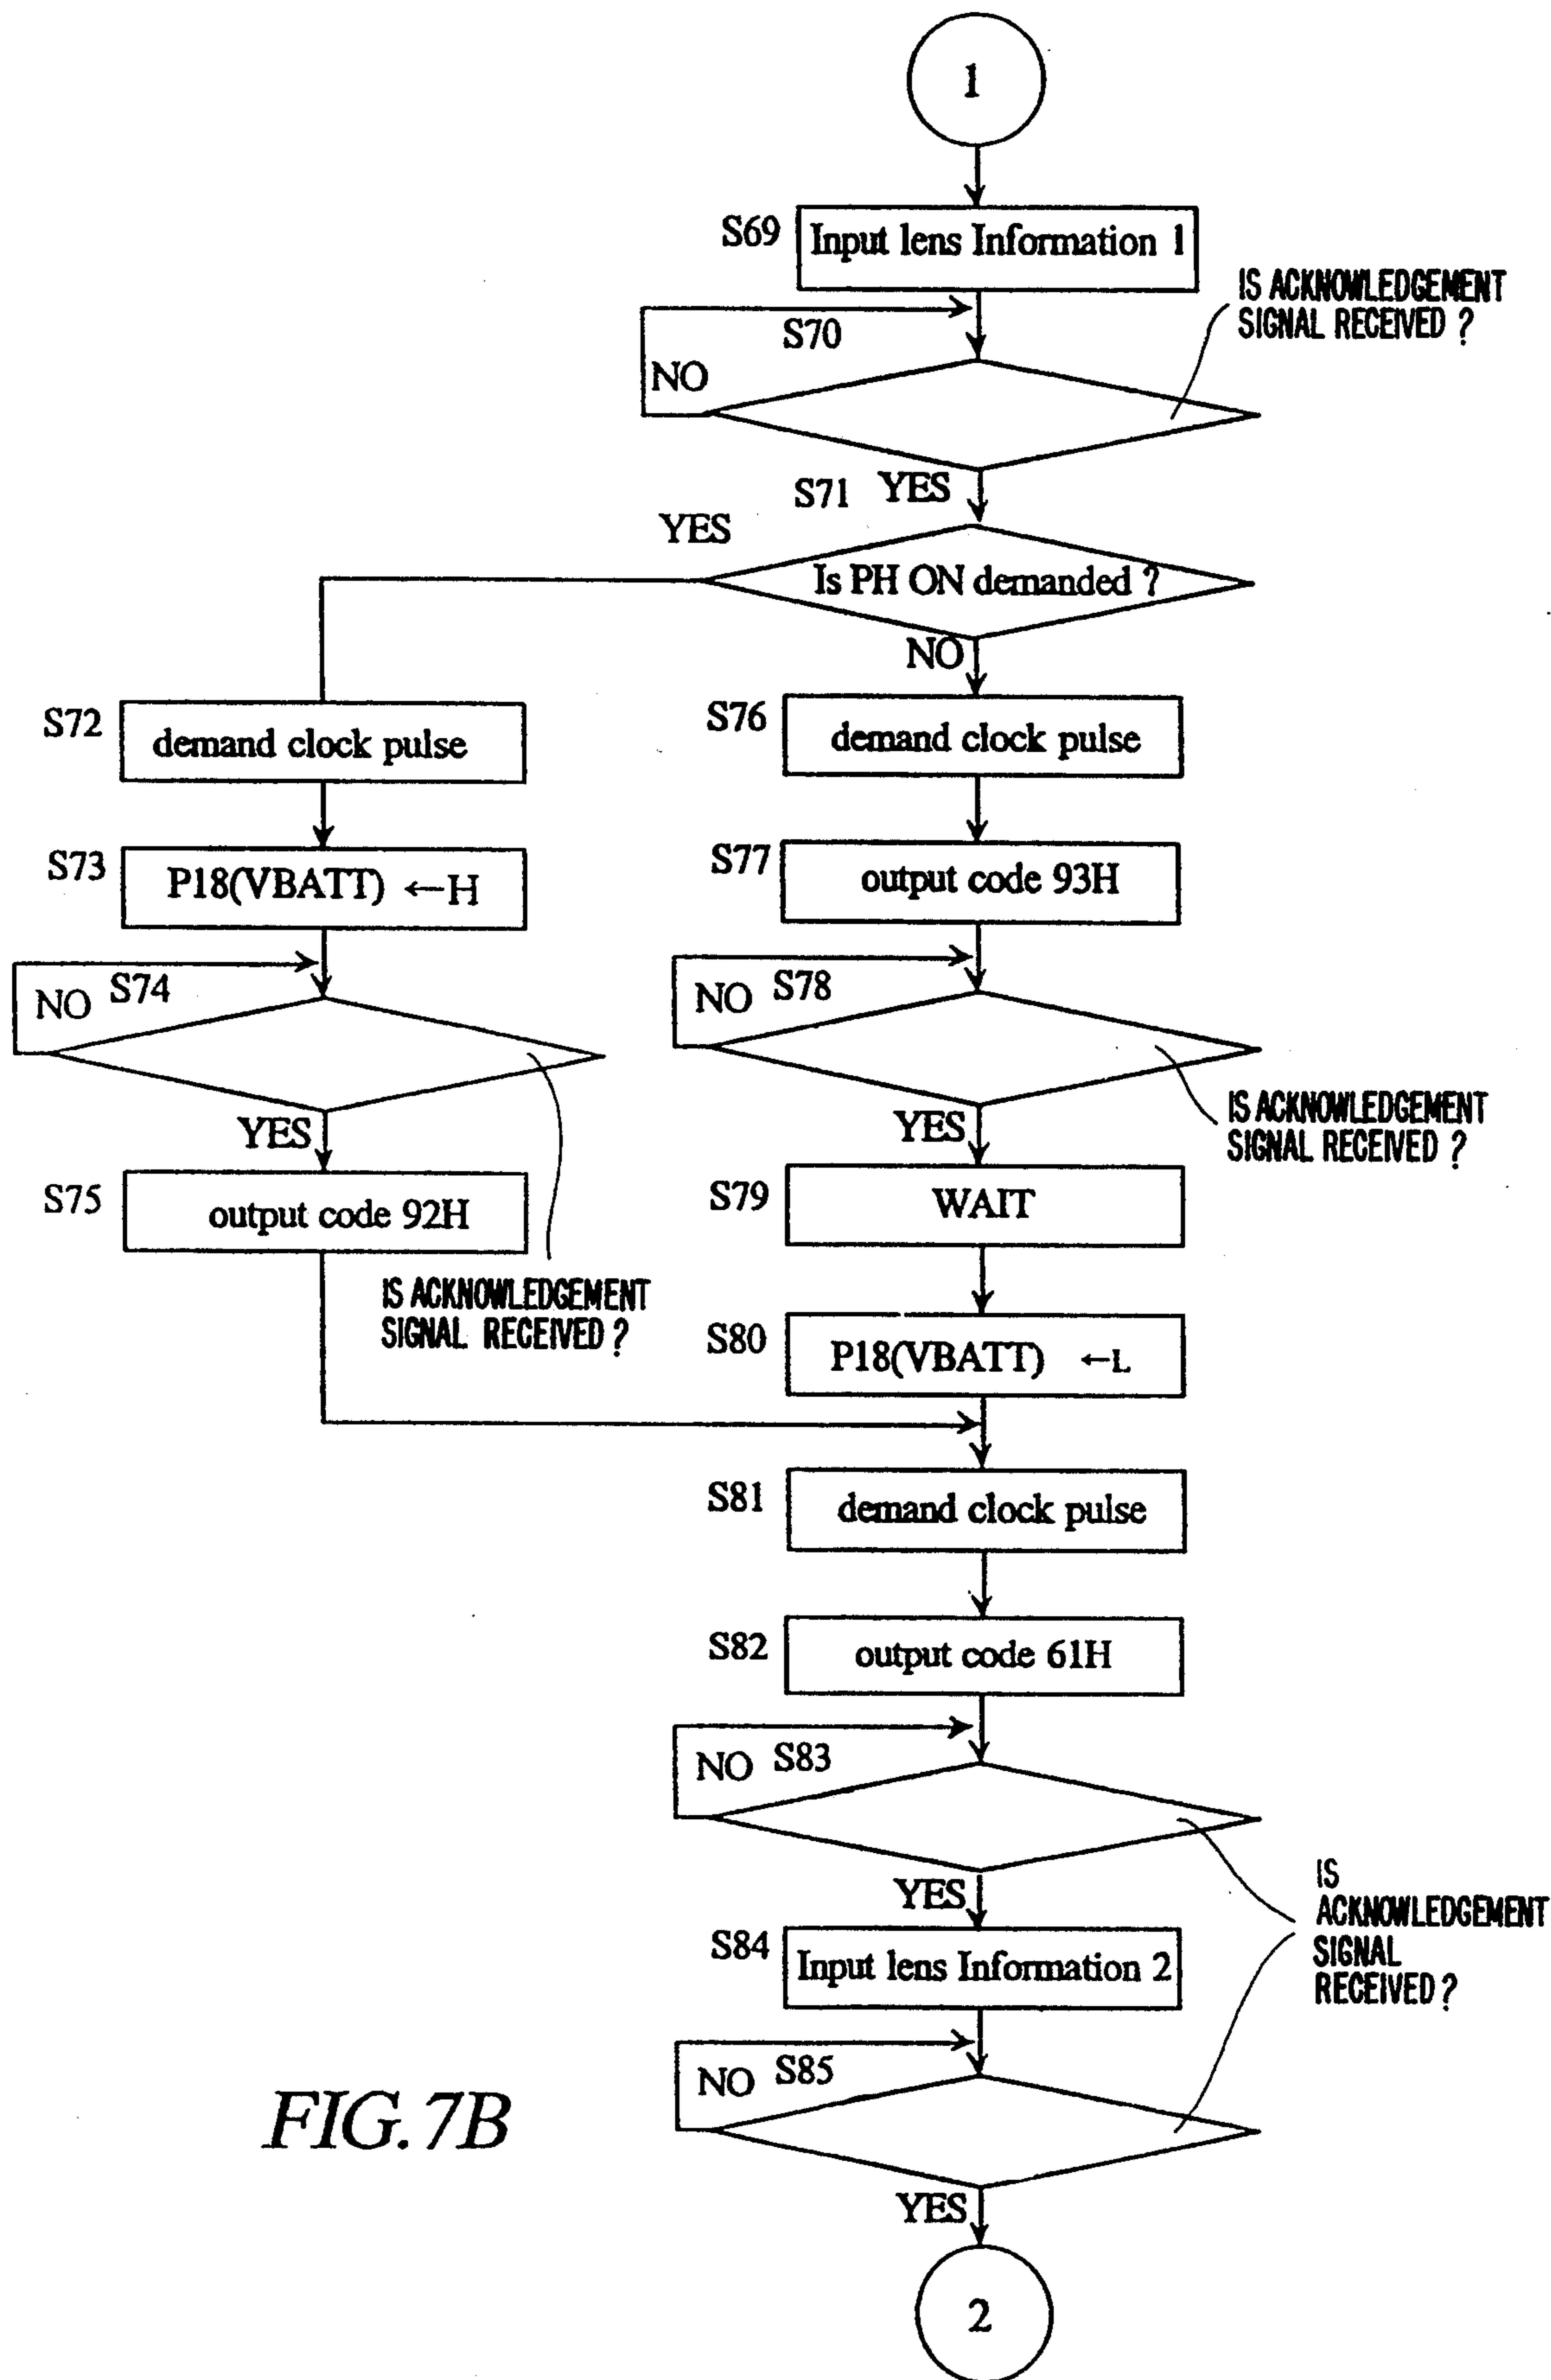 1
S69 Input lens Information 1
IS ACKNOWLEDGEMENT
SIGNAL RECEIVED ?
S70
NO
S71 YES
YES
Is PH ON demanded ?
NO
S72 demand clock pulse
S76 demand clock pulse
S73 P18(VBATT) ←H
S77 output code 93H
NO S74
NO S78
YES
IS ACKNOWLEDGEMENT
SIGNAL RECEIVED ?
YES
S75 output code 92H
S79 WAIT
IS ACKNOWLEDGEMENT
SIGNAL RECEIVED ?
S80 P18(VBATT) ←L
S81 demand clock pulse
S82 output code 61H
NO S83
YES
IS
ACKNOWLEDGEMENT
SIGNAL
RECEIVED ?
S84 Input lens Information 2
NO S85
FIG. 7B
YES
2